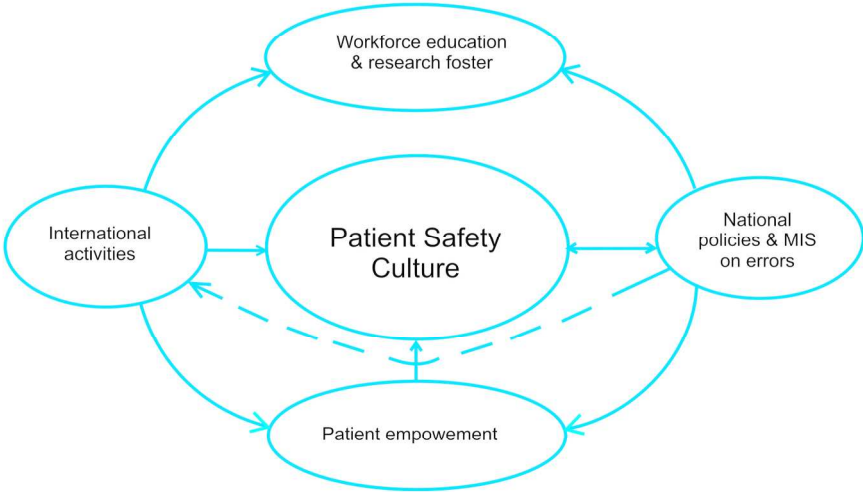 Workforce education
& research foster
International
activities
Patient Safety
Culture
National
policies & MIS
on errors
Patient empowement